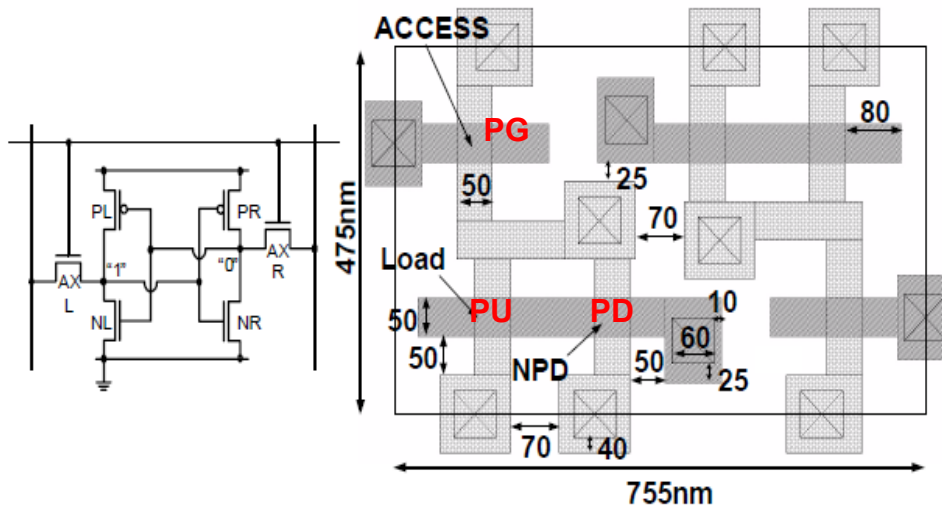 PL
PR
AX
R
"1"
"0"
AX
L
NL
NR
ACCESS
PG
80
50
25
70
475nm
Load
PU
PD
10
50
60
50
NPD
50
25
70
40
755nm